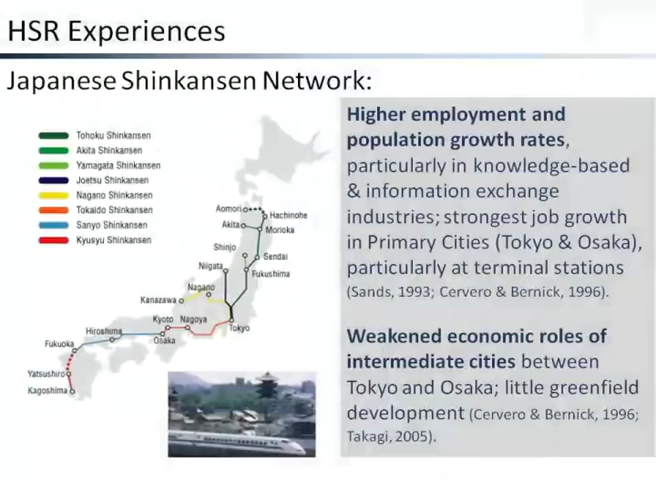 HSR Experiences
Japanese Shinkansen Network:
Tohoku Shinkansen
Akita Shinkansen
Yamagata Shinkansen
Joetsu Shinkansen
Nagano Shinkansen
Tokaido Shinkansen
Sanyo Shinkansen
Kyusyu Shinkansen
Aomori
Hachinohe
Akita
Morioka
Shinjo
Sendai
Niigata
Fukushima
Nagano
Kanazawa
Kyoto Nagoya
Tokyo
Hiroshima
Osaka
Fukuoka
Yatsushiro
Kagoshima
Higher employment and
population growth rates,
particularly in knowledge-based
& information exchange
industries; strongest job growth
in Primary Cities (Tokyo & Osaka),
particularly at terminal stations
(Sands, 1993; Cervero & Bernick, 1996).
Weakened economic roles of
intermediate cities between
Tokyo and Osaka; little greenfield
development (Cervero & Bernick, 1996;
Takagi, 2005).